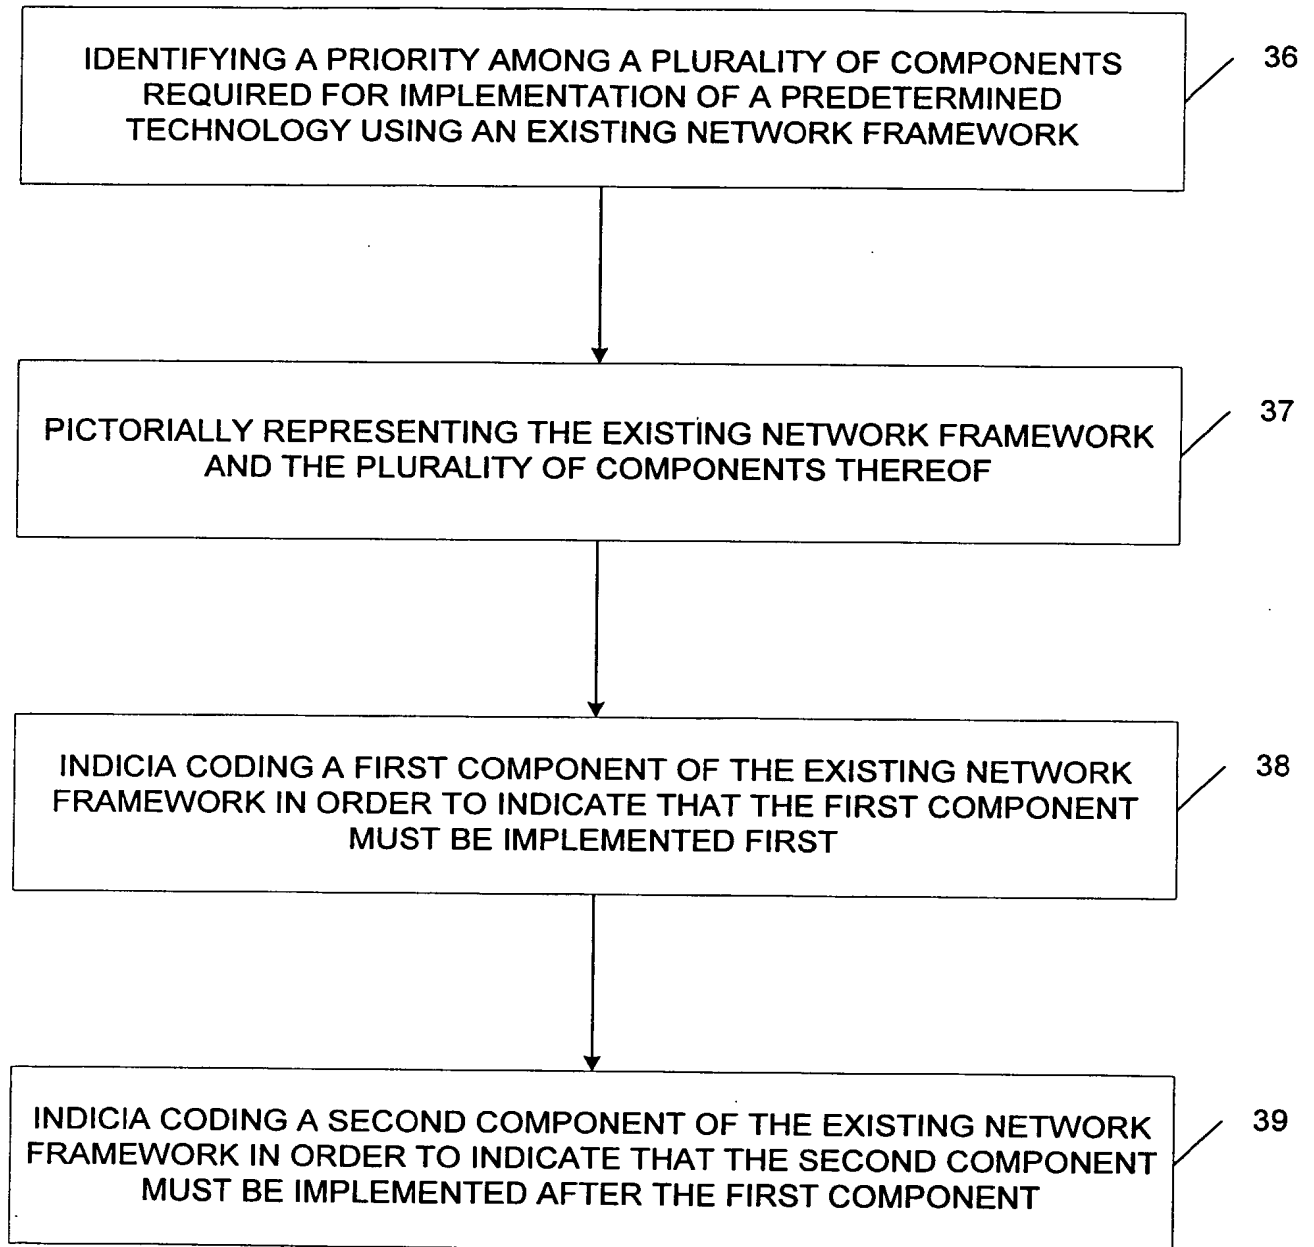 IDENTIFYING A PRIORITY AMONG A PLURALITY OF COMPONENTS
REQUIRED FOR IMPLEMENTATION OF A PREDETERMINED
TECHNOLOGY USING AN EXISTING NETWORK FRAMEWORK
36
PICTORIALLY REPRESENTING THE EXISTING NETWORK FRAMEWORK
AND THE PLURALITY OF COMPONENTS THEREOF
37
INDICIA CODING A FIRST COMPONENT OF THE EXISTING NETWORK
FRAMEWORK IN ORDER TO INDICATE THAT THE FIRST COMPONENT
MUST BE IMPLEMENTED FIRST
38
INDICIA CODING A SECOND COMPONENT OF THE EXISTING NETWORK
FRAMEWORK IN ORDER TO INDICATE THAT THE SECOND COMPONENT
MUST BE IMPLEMENTED AFTER THE FIRST COMPONENT
39